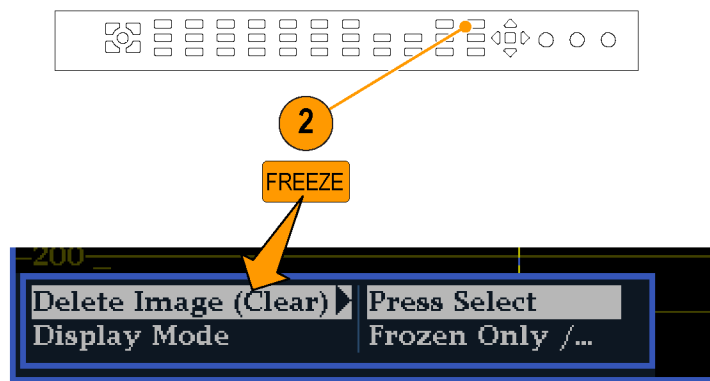 2
FREEZE
-200
Delete Image (Clear) Press Select
Display Mode Frozen Only /...